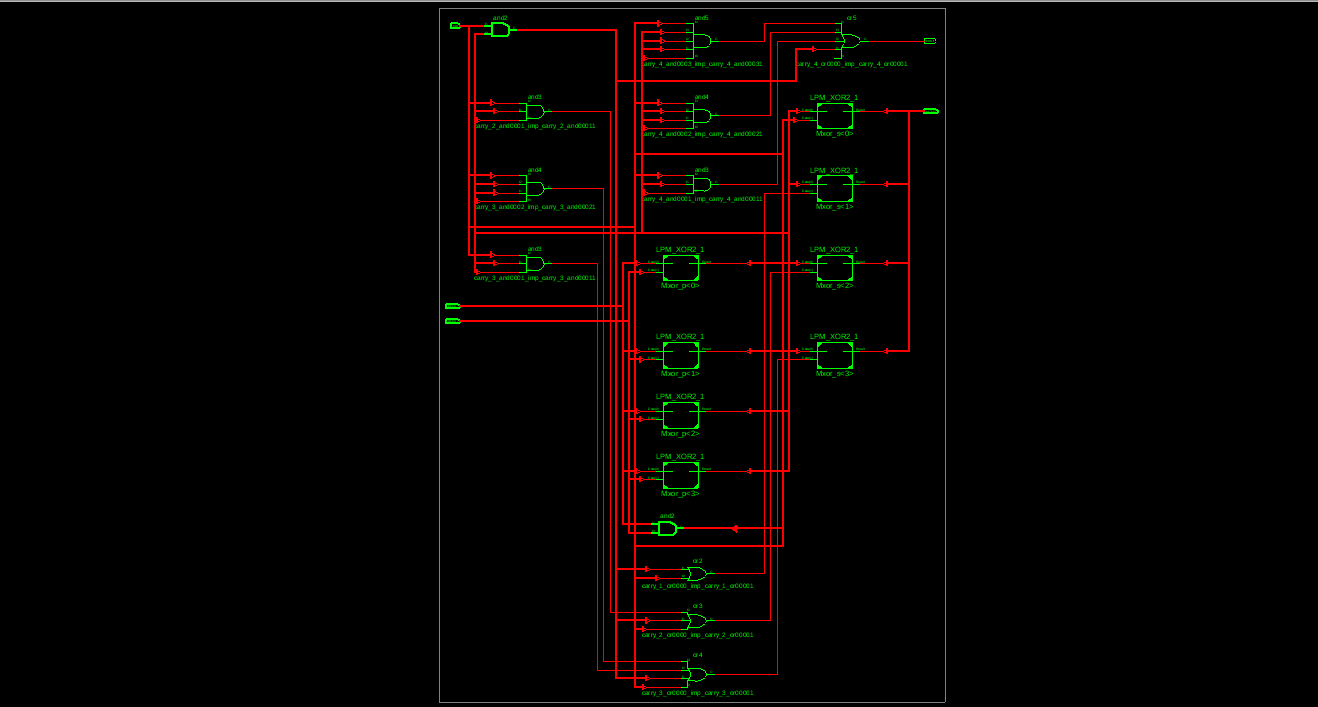 and2
and5
or5
carry_4_and0003_imp_carry_4_and00031
carry_4_or0000_imp_carry_4_or00001
and3
and4
LPM_XOR2_1
carry_2_and0001_imp_carry_2_and00011
carry_4_and0002_imp_carry_4_and00021
Mxor_s<0>
and4
and3
LPM_XOR2_1
carry_3_and0002_imp_carry_3_and00021
carry_4_and0001_imp_carry_4_and00011
Mxor_s<1>
and3
LPM_XOR2_1
LPM_XOR2_1
carry_3_and0001_imp_carry_3_and00011
Mxor_p<0>
Mxor_s<2>
LPM_XOR2_1
LPM_XOR2_1
Mxor_p<1>
Mxor_s<3>
LPM_XOR2_1
Mxor_p<2>
LPM_XOR2_1
Mxor_p<3>
and2
or2
carry_1_or0000_imp_carry_1_or00001
or3
carry_2_or0000_imp_carry_2_or00001
or4
carry_3_or0000_imp_carry_3_or00001